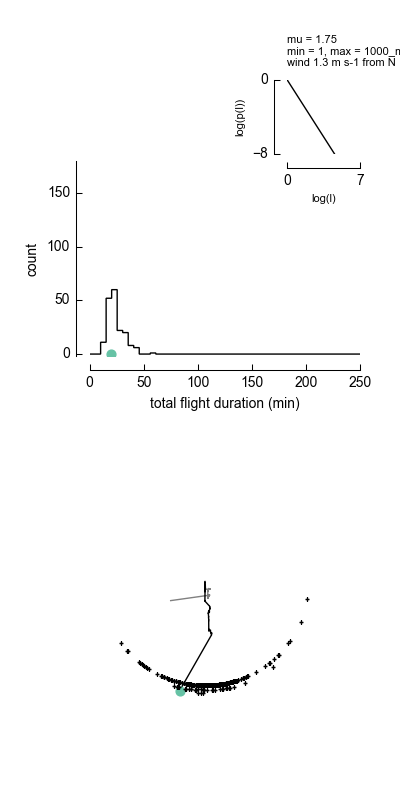 mu = 1.75
min = 1, max = 1000_m
wind 1.3 m s-1 from N
0
log(p(l))
−8
0
7
log(l)
150
100
count
50
0
0
50
100
150
200
250
total flight duration (min)